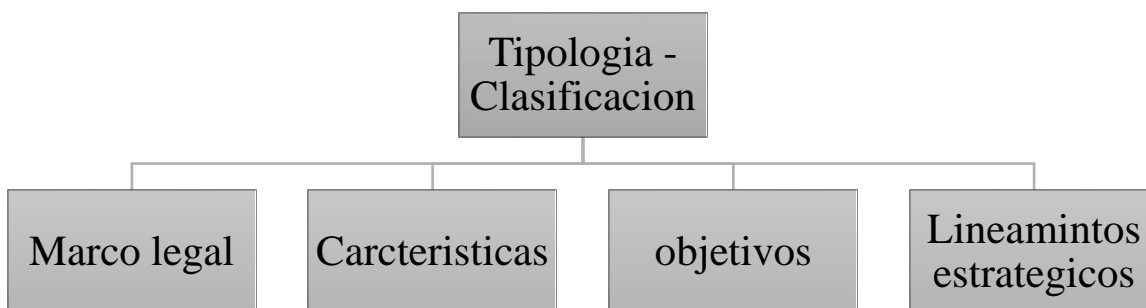 Tipologia -
Clasificacion
Marco legal
Carcteristicas
objetivos
Lineamintos
estrategicos